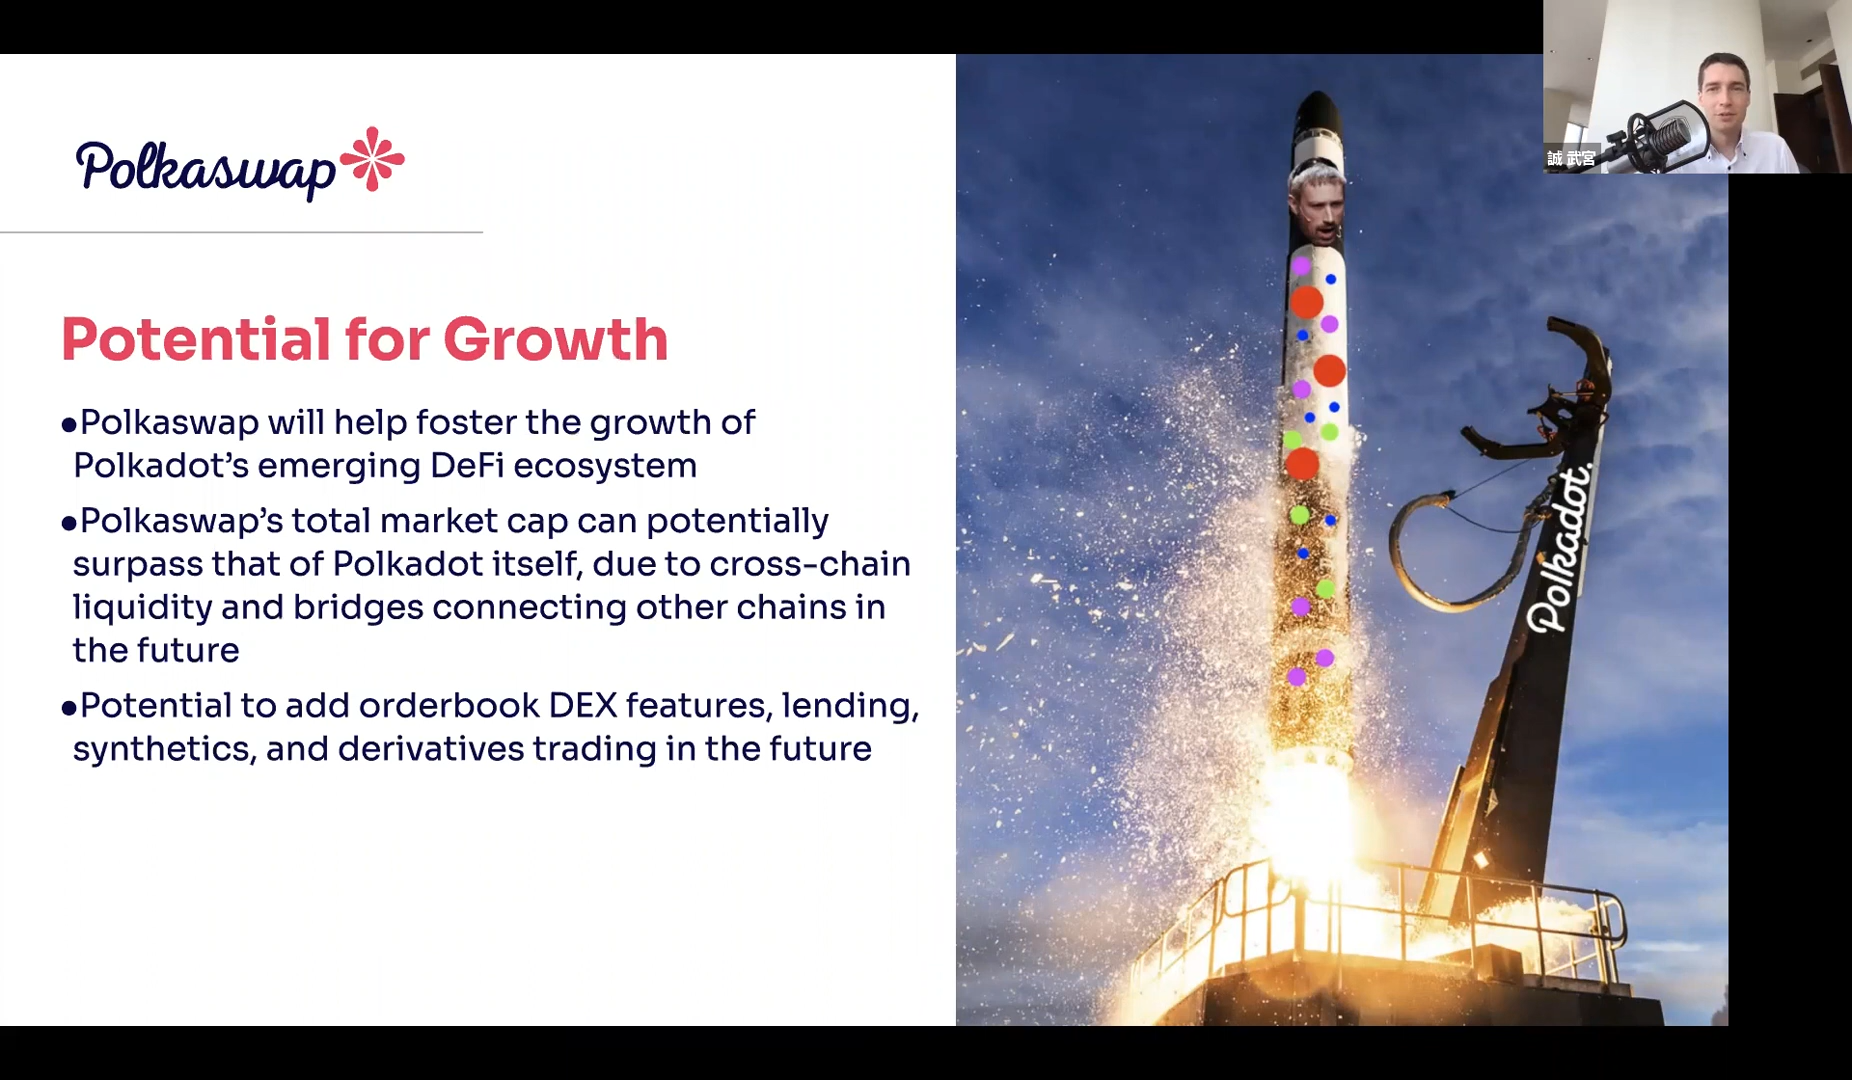 Polkaswap
Potential for Growth
•Polkaswap will help foster the growth of
Polkadot’s emerging DeFi ecosystem
•Polkaswap’s total market cap can potentially
surpass that of Polkadot itself, due to cross-chain
liquidity and bridges connecting other chains in
the future
•Potential to add orderbook DEX features, lending,
synthetics, and derivatives trading in the future
Polkadot.
誠 武宮